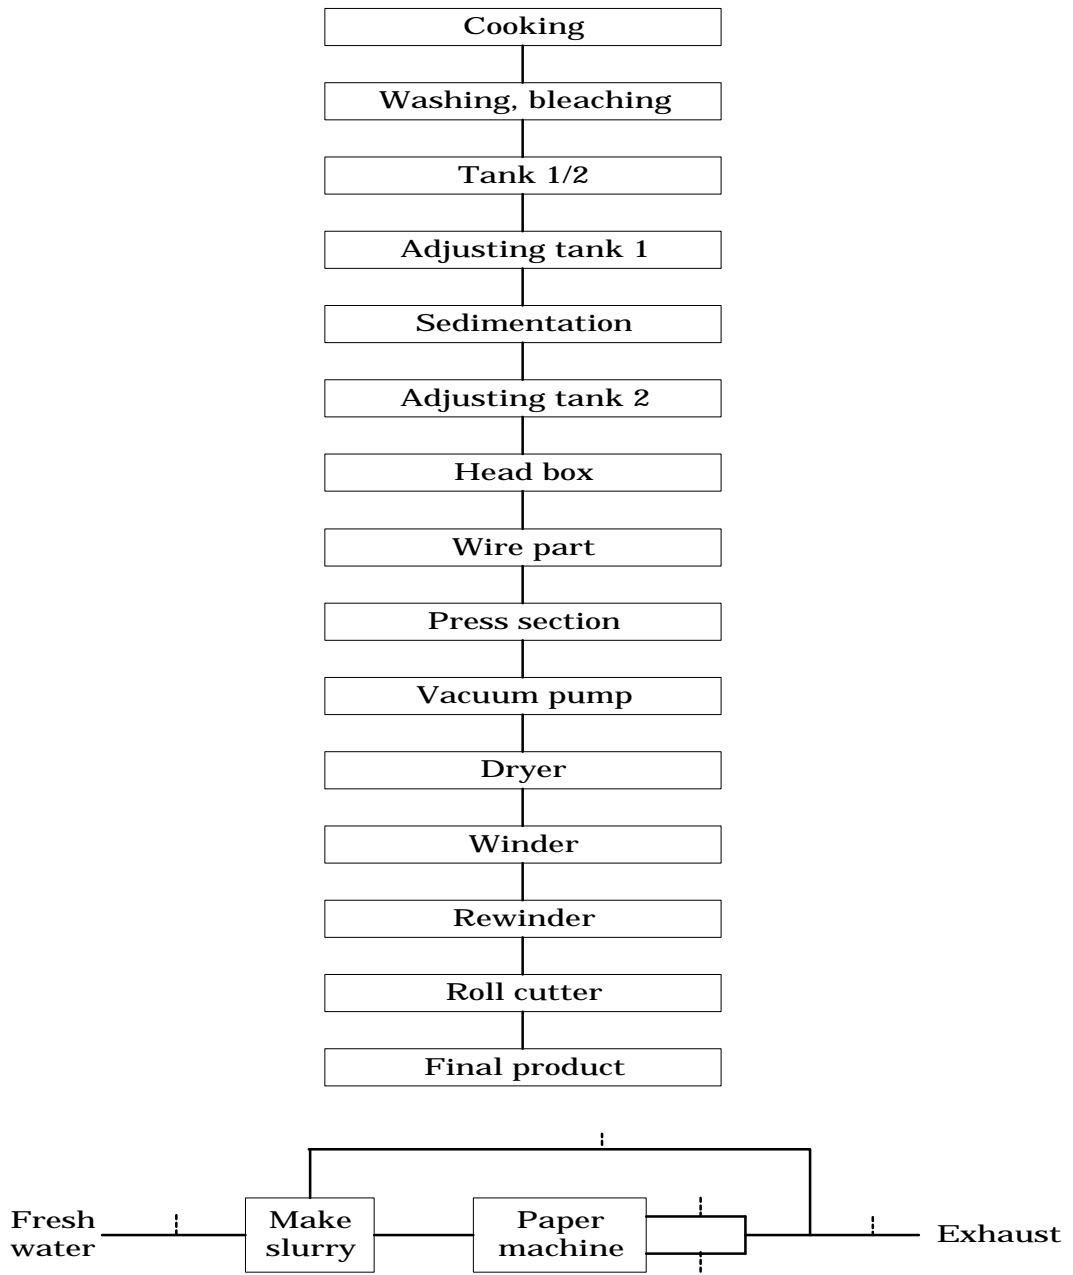 Cooking
Washing, bleaching
Tank 1/2
Adjusting tank 1
Sedimentation
Adjusting tank 2
Head box
Wire part
Press section
Vacuum pump
Dryer
Winder
Rewinder
Roll cutter
Final product
Fresh
water
Make
slurry
Paper
machine
Exhaust